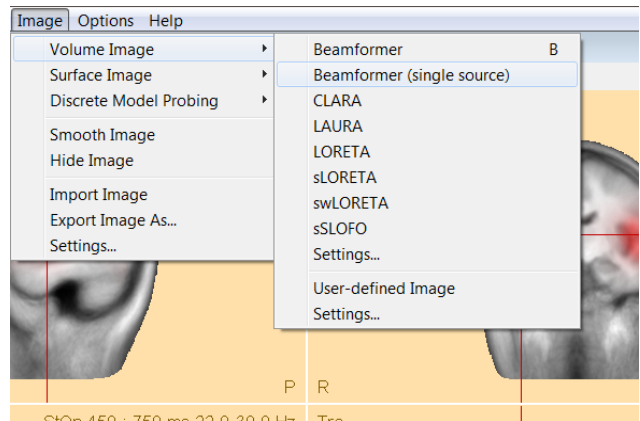 Image Options Help
Volume Image
Surface Image
Discrete Model Probing
Smooth Image
Hide Image
Import Image
Export Image As...
Settings...
Beamformer B
Beamformer (single source)
CLARA
LAURA
LORETA
sLORETA
swLORETA
sSLOFO
Settings...
User-defined Image
Settings...
P R